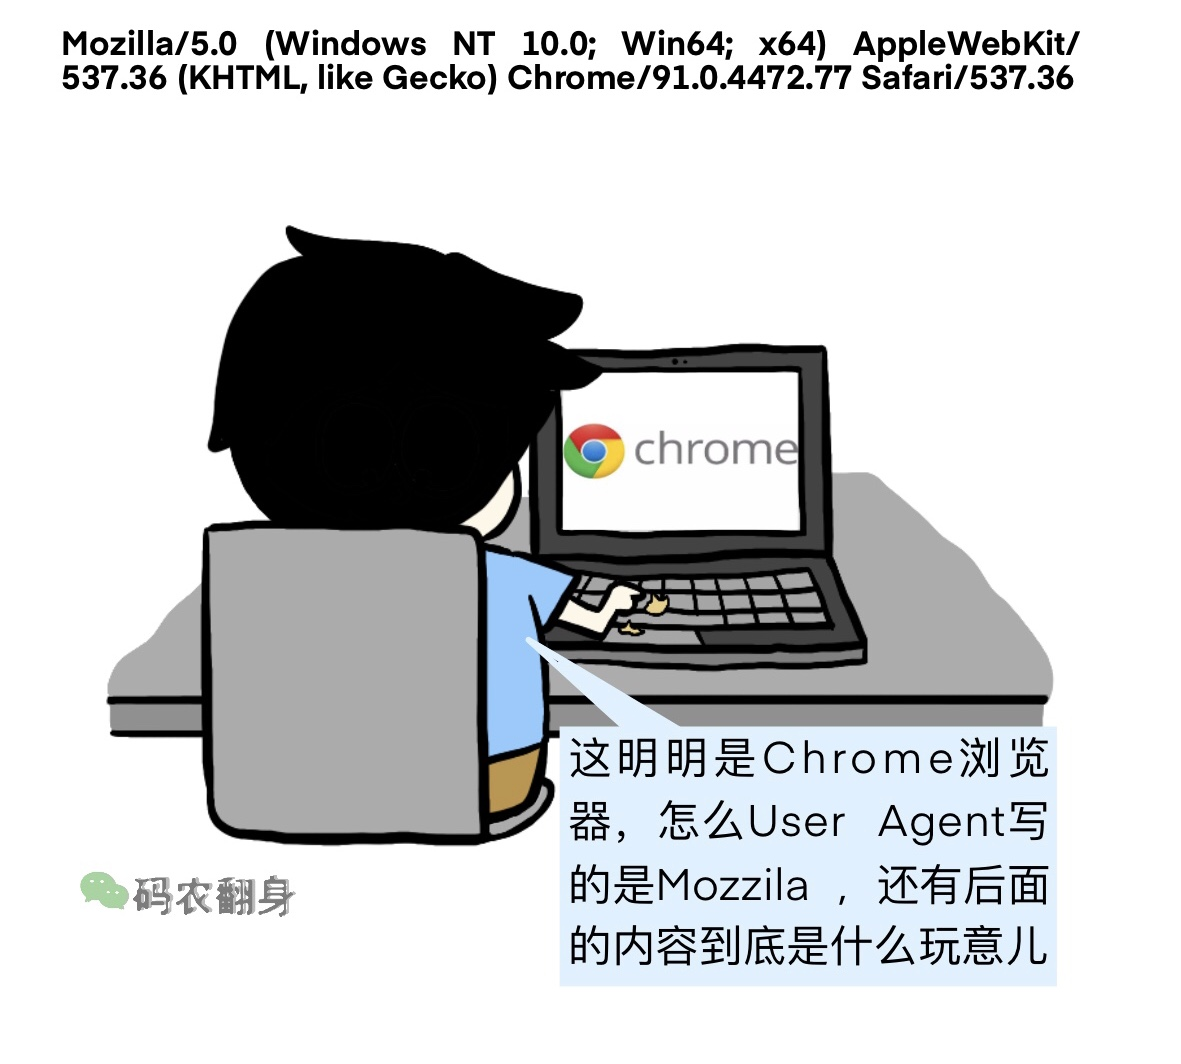 Mozilla/5.0 (Windows NT 10.0; Win64; x64) AppleWebKit/
537.36 (KHTML, like Gecko) Chrome/91.0.4472.77 Safari/537.36
chrome
这明明是Chrome浏览
器，怎么User Agent写
的是Mozzila ，还有后面
的内容到底是什么玩意儿
码农翻身